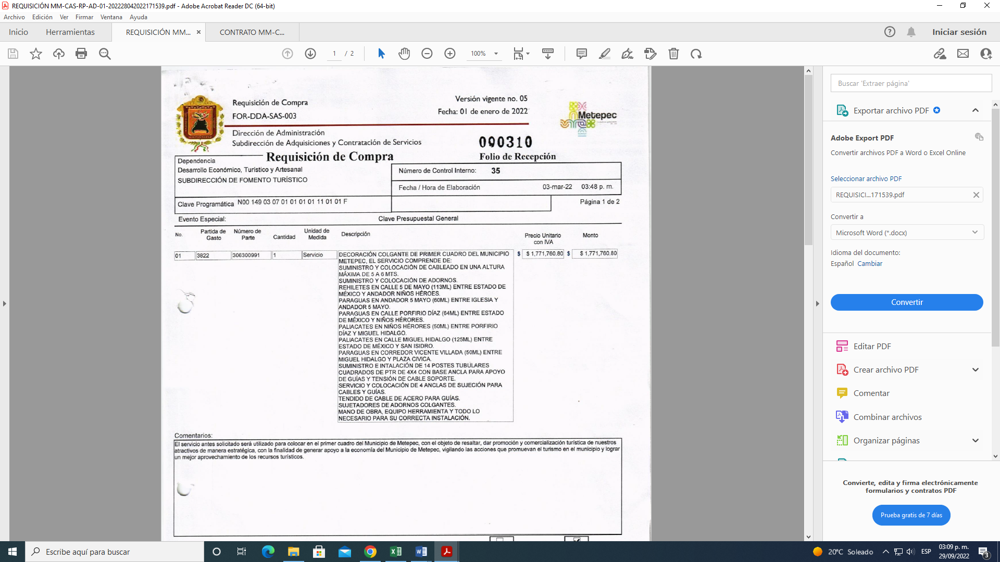 REQUISICIÓN MM-CAS-RP-AD-01-202228042022171539.pdf - Adobe Acrobat Reader DC (64-bit)
Archivo Edición Ver Firmar Ventana Ayuda
Inicio Herramientas REQUISICIÓN MM... CONTRATO MM-C... Iniciar sesión
1 / 2 100%
Requisición de Compra
FOR-DDA-SAS-003
Versión vigente no. 05
Fecha: 01 de enero de 2022
Metepec
Dirección de Administración
Subdirección de Adquisiciones y Contratación de Servicios
000310
Requisición de Compra
Folio de Recepción
Dependencia
Desarrollo Económico, Turístico y Artesanal
SUBDIRECCIÓN DE FOMENTO TURÍSTICO
Número de Control Interno: 35
Fecha / Hora de Elaboración 03-mar-22 03:48 p. m.
Clave Programática N00 149 03 07 01 01 01 01 11 01 01 F
Página 1 de 2
Evento Especial:
Clave Presupuestal General
No. Partida de Gasto Número de Parte Cantidad Unidad de Medida Descripción Precio Unitario con IVA Monto
01 3822 306300991 1 Servicio DECORACIÓN COLGANTE DE PRIMER CUADRO DEL MUNICIPIO $ $ 1,771,760.80 $ $ 1,771,760.80
METEPEC, EL SERVICIO COMPRENDE DE:
SUMINISTRO Y COLOCACIÓN DE CABLEADO EN UNA ALTURA
MÁXIMA DE 5 A 6 MTS.
SUMINISTRO Y COLOCACIÓN DE ADORNOS.
REHILETES EN CALLE 5 DE MAYO (113ML) ENTRE ESTADO DE
MÉXICO Y ANDADOR NIÑOS HÉROES.
PARAGUAS EN ANDADOR 5 MAYO (60ML) ENTRE IGLESIA Y
ANDADOR 5 MAYO.
PARAGUAS EN CALLE PORFIRIO DÍAZ (64ML) ENTRE ESTADO
DE MÉXICO Y NIÑOS HÉRORES.
PALIACATES EN NIÑOS HÉRORES (50ML) ENTRE PORFIRIO
DÍAZ Y MIGUEL HIDALGO.
PALIACATES EN CALLE MIGUEL HIDALGO (125ML) ENTRE
ESTADO DE MÉXICO Y SAN ISIDRO.
PARAGUAS EN CORREDOR VICENTE VILLADA (50ML) ENTRE
MIGUEL HIDALGO Y PLAZA CIVICA.
SUMINISTRO E INTALACIÓN DE 14 POSTES TUBULARES
CUADRADOS DE PTR DE 4X4 CON BASE ANCLA PARA APOYO
DE GUÍAS Y TENSIÓN DE CABLE SOPORTE.
SERVICIO Y COLOCACIÓN DE 4 ANCLAS DE SUJECIÓN PARA
CABLES Y GUÍAS.
TENDIDO DE CABLE DE ACERO PARA GUÍAS.
SUJETADORES DE ADORNOS COLGANTES.
MANO DE OBRA, EQUIPO HERRAMIENTA Y TODO LO
NECESARIO PARA SU CORRECTA INSTALACIÓN.
Comentarios:
El servicio antes solicitado será utilizado para colocar en el primer cuadro del Municipio de Metepec, con el objeto de resaltar, dar promoción y comercialización turística de nuestros
atractivos de manera estratégica, con la finalidad de generar apoyo a la economía del Municipio de Metepec, vigilando las acciones que promuevan el turismo en el municipio y lograr
un mejor aprovechamiento de los recursos turísticos.
Buscar 'Extraer página'
Exportar archivo PDF
Adobe Export PDF
Convertir archivos PDF a Word o Excel Online
Seleccionar archivo PDF
REQUISICI...171539.pdf
Convertir a
Microsoft Word (*.docx)
Idioma del documento:
Español Cambiar
Convertir
Editar PDF
Crear archivo PDF
Comentar
Combinar archivos
Organizar páginas
Convierte, edita y firma electrónicamente
formularios y contratos PDF
Prueba gratis de 7 días
Escribe aquí para buscar
20°C Soleado
ESP
03:09 p. m.
29/09/2022
3